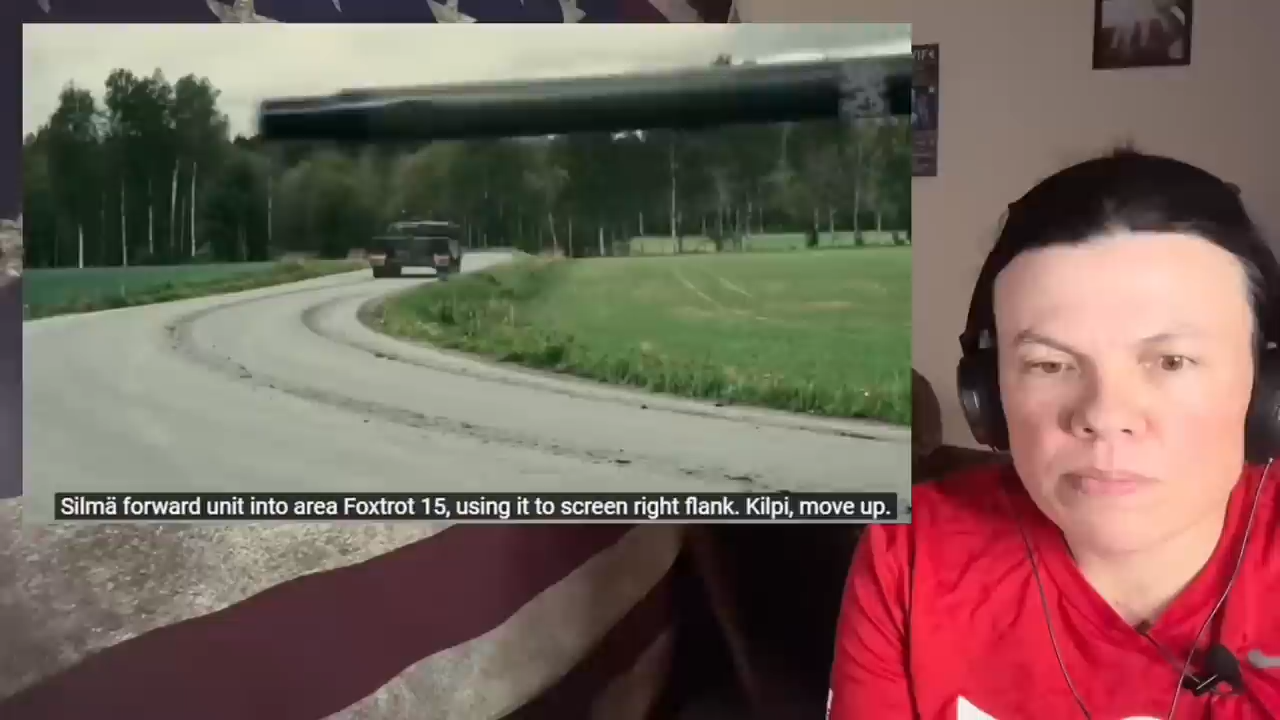 Silmä forward unit into area Foxtrot 15, using it to screen right flank. Kilpi, move up.